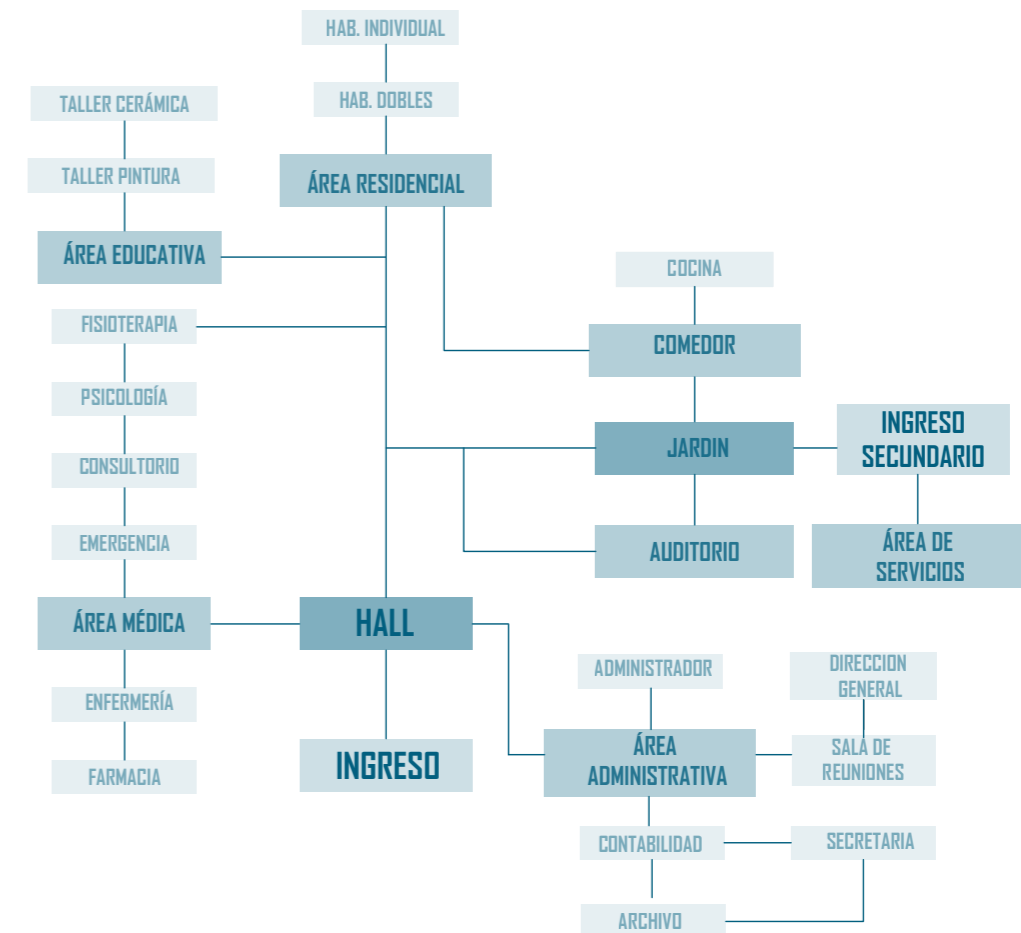 HAB. INDIVIDUAL
HAB. DOBLES
TALLER CERÁMICA
TALLER PINTURA
ÁREA RESIDENCIAL
ÁREA EDUCATIVA
COCINA
FISIOTERAPIA
COMEDOR
PSICOLOGÍA
JARDIN
INGRESO
SECUNDARIO
CONSULTORIO
EMERGENCIA
AUDITORIO
ÁREA DE
SERVICIOS
ÁREA MÉDICA
HALL
ADMINISTRADOR
DIRECCION
GENERAL
ENFERMERÍA
INGRESO
ÁREA
ADMINISTRATIVA
SALA DE
REUNIONES
FARMACIA
CONTABILIDAD
SECRETARIA
ARCHIVO